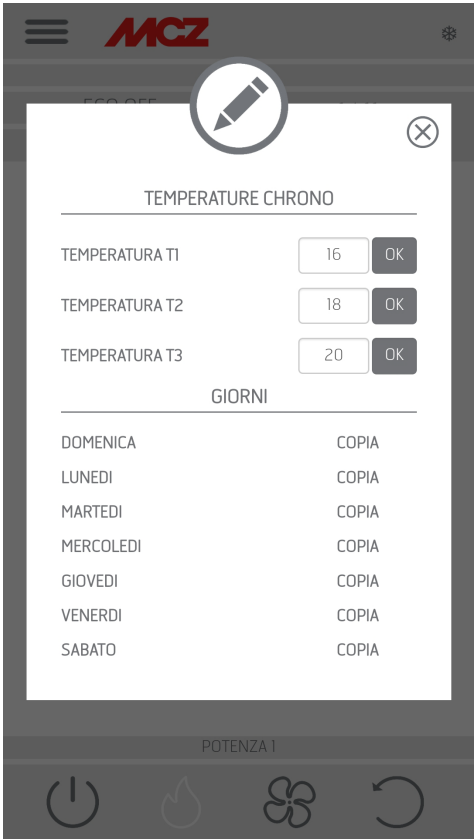 MCZ
TEMPERATURE CHRONO
TEMPERATURA T1 16 OK
TEMPERATURA T2 18 OK
TEMPERATURA T3 20 OK
GIORNI
DOMENICA COPIA
LUNEDI COPIA
MARTEDI COPIA
MERCOLEDI COPIA
GIOVEDI COPIA
VENERDI COPIA
SABATO COPIA
POTENZA 1